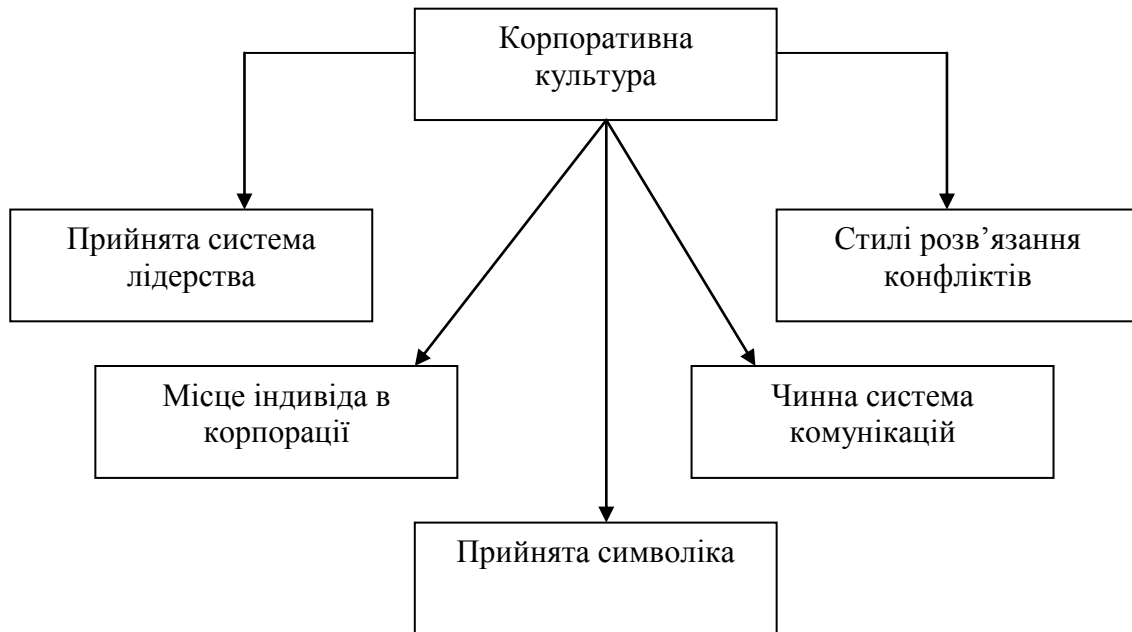 Корпоративна
культура
Прийнята система
лідерства
Стилі розв’язання
конфліктів
Місце індивіда в
корпорації
Чинна система
комунікацій
Прийнята символіка